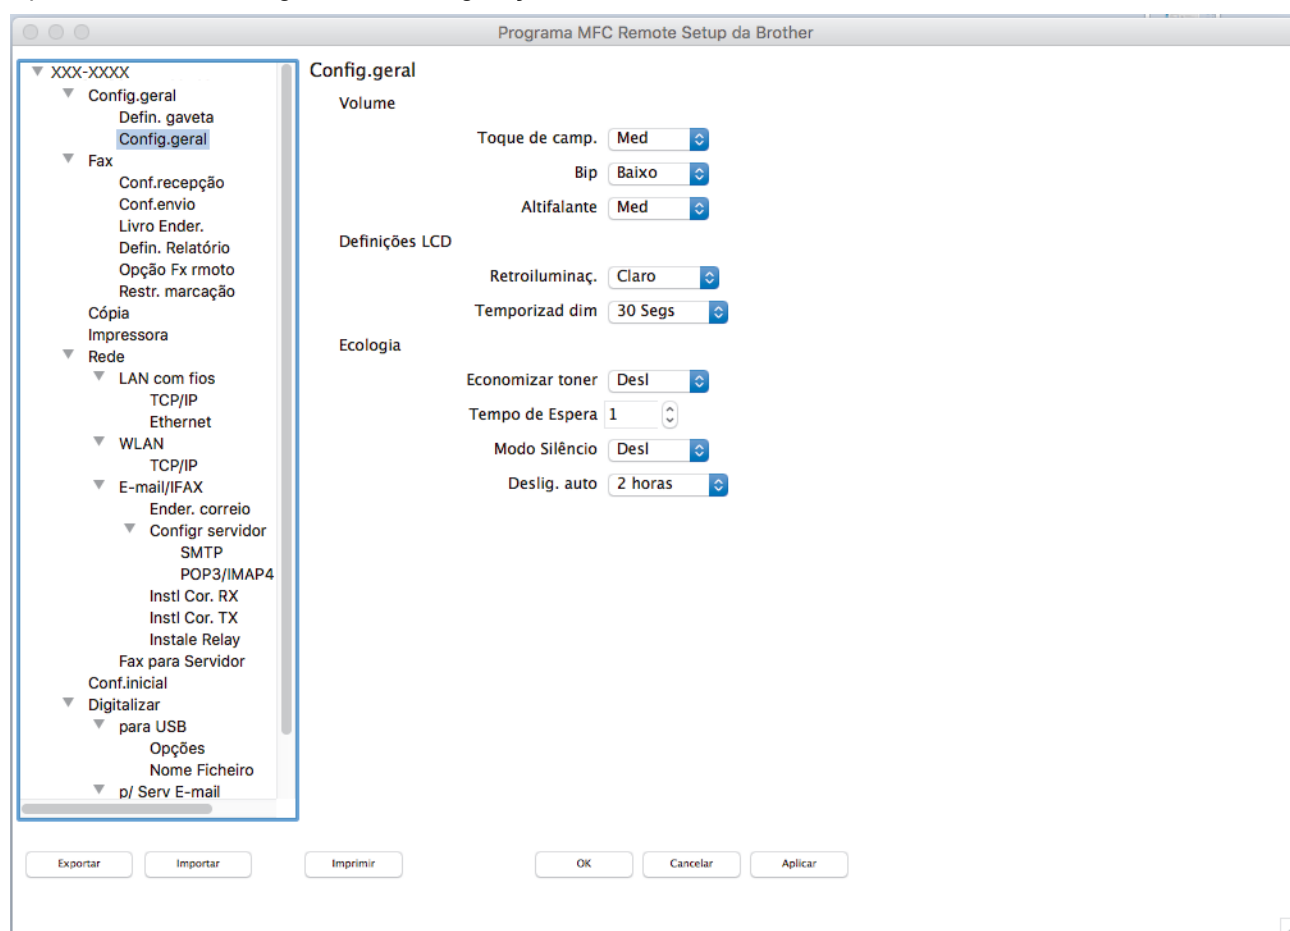 Programa MFC Remote Setup da Brother
XXX-XXXX
Config.geral
Defin. gaveta
Config.geral
Fax
Conf.recepção
Conf.envio
Livro Ender.
Defin. Relatório
Opção Fx rmoto
Restr. marcação
Cópia
Impressora
Rede
LAN com fios
TCP/IP
Ethernet
WLAN
TCP/IP
E-mail/IFAX
Ender. correio
Configr servidor
SMTP
POP3/IMAP4
Instl Cor. RX
Instl Cor. TX
Instale Relay
Fax para Servidor
Conf.inicial
Digitalizar
para USB
Opções
Nome Ficheiro
p/ Serv E-mail
Config.geral
Volume
Toque de camp. Med
Bip Baixo
Altifalante Med
Definições LCD
Retroiluminaç. Claro
Temporizad dim 30 Segs
Ecologia
Economizar toner Desl
Tempo de Espera 1
Modo Silêncio Desl
Deslig. auto 2 horas
Exportar Importar Imprimir OK Cancelar Aplicar